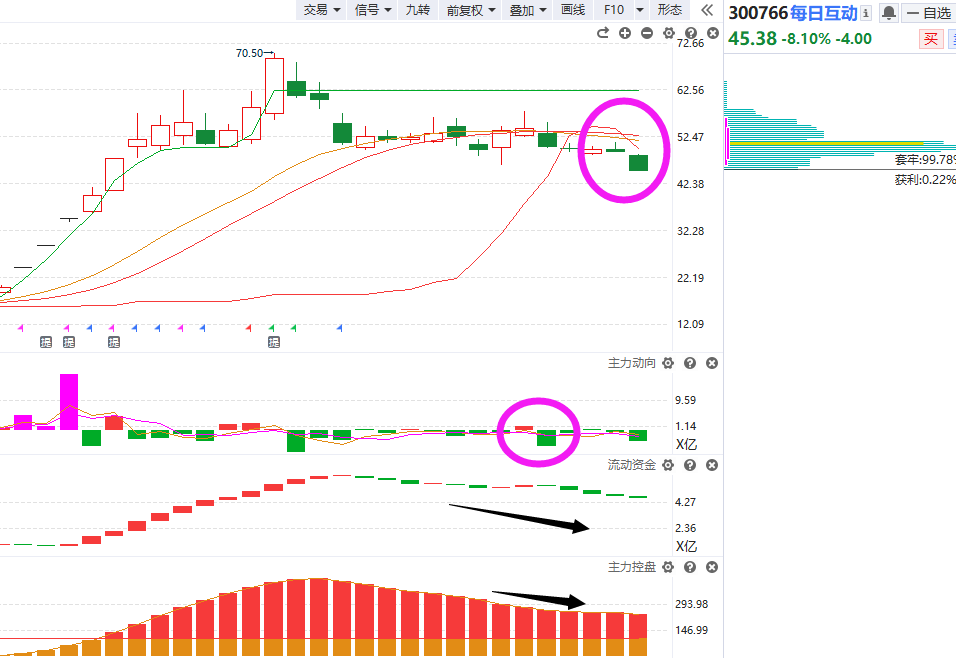 交易 信号 九转 前复权 叠加 画线 F10 形态
300766 每日互动 i 一 自选
45.38 -8.10% -4.00 买
72.66
70.50
62.56
52.47
套牢:99.78%
42.38
获利:0.22%
32.28
22.19
12.09
提 提 提 提
主力动向
9.59
1.14
X亿
流动资金
4.27
2.36
X亿
主力控盘
293.98
146.99